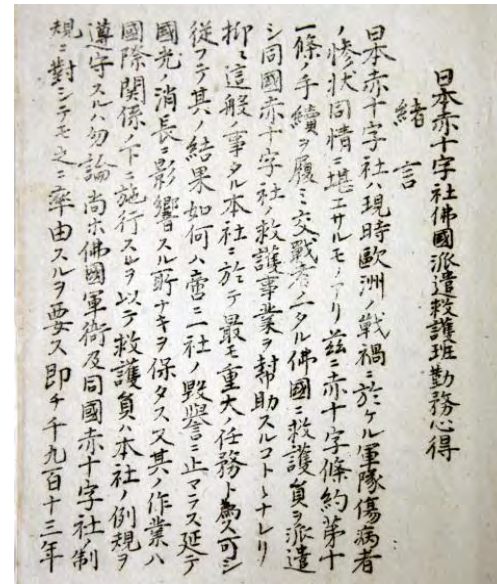 日本赤十字社佛國派遣救護班勤務心得
緒言
日本赤十字社ハ現時歐洲ノ戰禍ニ於ケル軍隊傷病者
ノ惨状同情ニ堪エサルモノアリ茲ニ赤十字條約第十
一條ノ手續ヲ履ミ交戰者ノ一タル佛國ニ救護員ヲ派遣
シ同國赤十字社ノ救護事業ヲ幇助スルコトヽナレリ
抑〻這般ノ事タル本社ニ於テ最モ重大ノ任務ト為ス可シ
從フテ其ノ結果如何ハ啻ニ社ノ毀譽ニ止マラス延テ
國光ノ消長ニ影響スル所ナキヲ保タス又其ノ作業ハ
國際関係ノ下ニ施行スルヲ以テ救護員ハ本社ノ例規ヲ
遵守スルハ勿論尚ホ佛國軍衙及同國赤十字社ノ制
規ニ對シテモ之ニ率由スルヲ要ス即チ千九百十三年